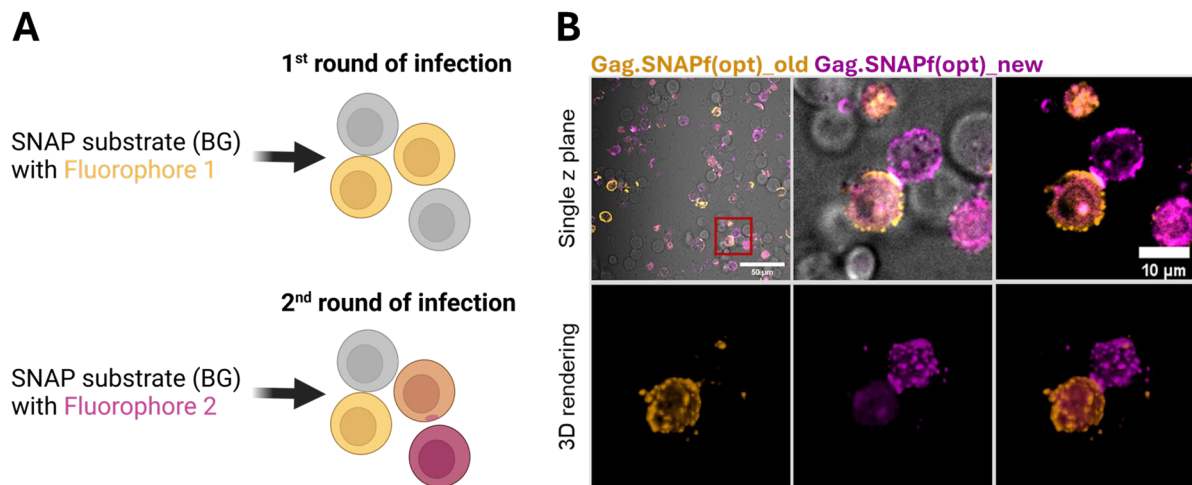 A
1st round of infection
SNAP substrate (BG)
with Fluorophore 1
2nd round of infection
SNAP substrate (BG)
with Fluorophore 2
B
Gag.SNAPf(opt)_old Gag.SNAPf(opt)_new
Single z plane
50 µm
10 µm
3D rendering